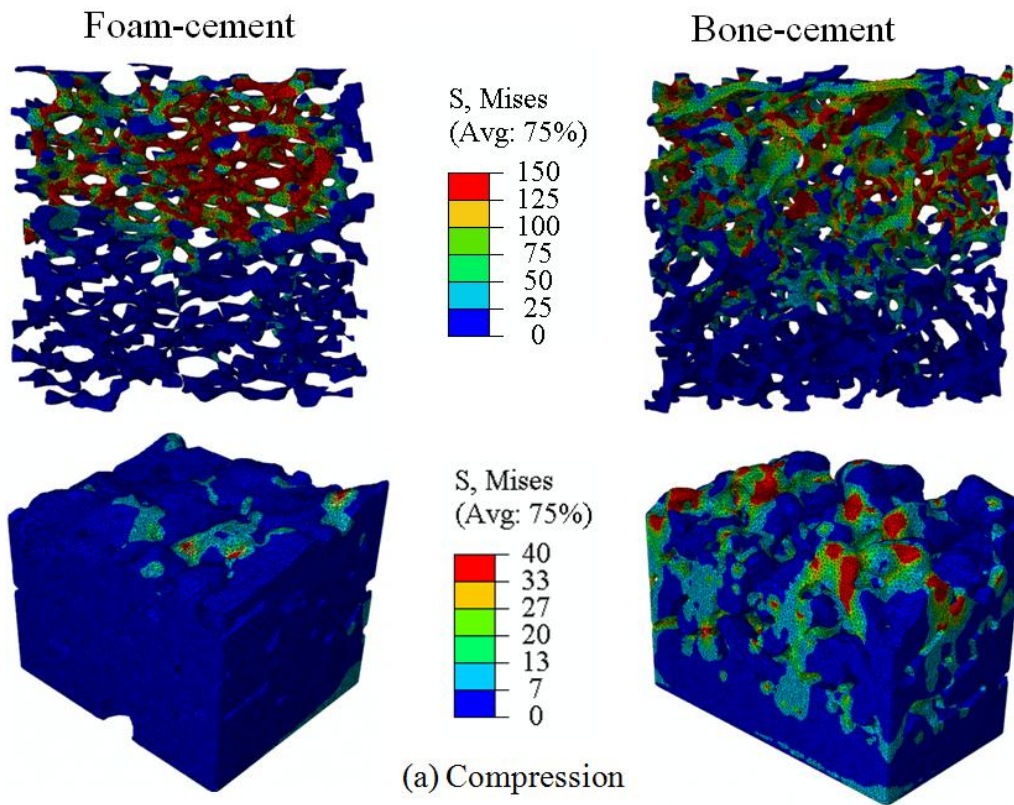 Foam-cement
Bone-cement
S, Mises
(Avg: 75%)
150
125
100
75
50
25
0
S, Mises
(Avg: 75%)
40
33
27
20
13
7
0
(a) Compression